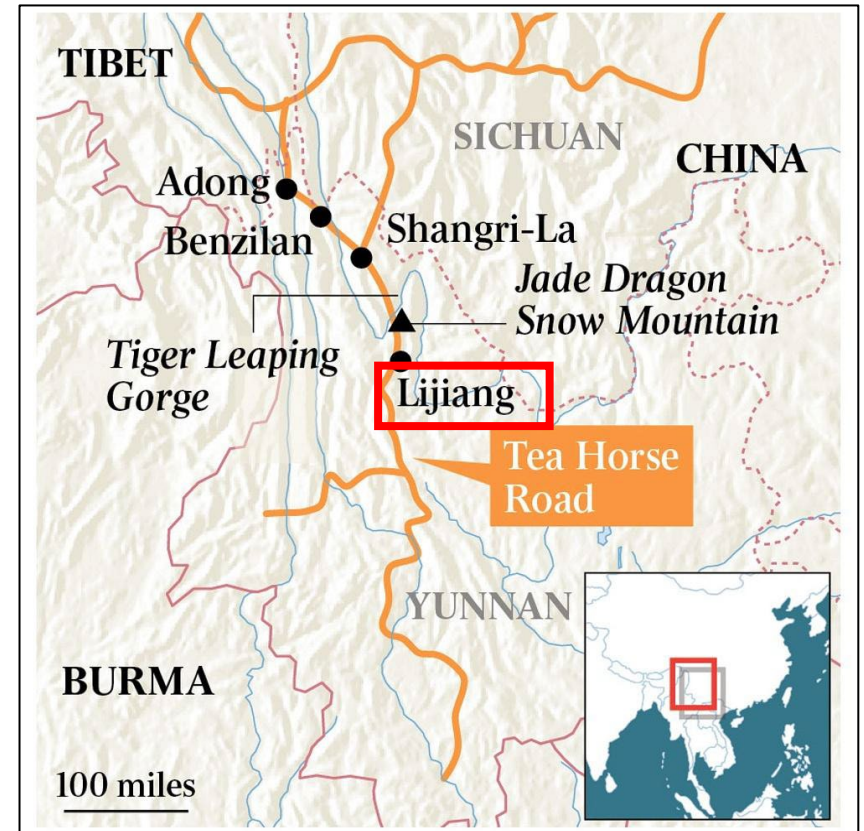 TIBET
SICHUAN
CHINA
Adong
Benzilan
Shangri-La
Jade Dragon
Snow Mountain
Tiger Leaping
Gorge
Lijiang
Tea Horse
Road
YUNNAN
BURMA
100 miles